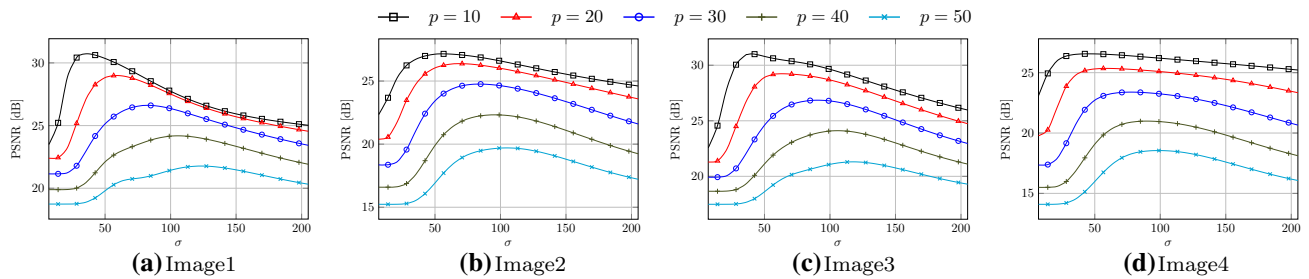 p = 10 p = 20 p = 30 p = 40 p = 50
PSNR [dB]
30
25
20
50 100 150 200
σ
(a) Image1
PSNR [dB]
25
20
15
50 100 150 200
σ
(b) Image2
PSNR [dB]
30
25
20
50 100 150 200
σ
(c) Image3
PSNR [dB]
25
20
15
50 100 150 200
σ
(d) Image4